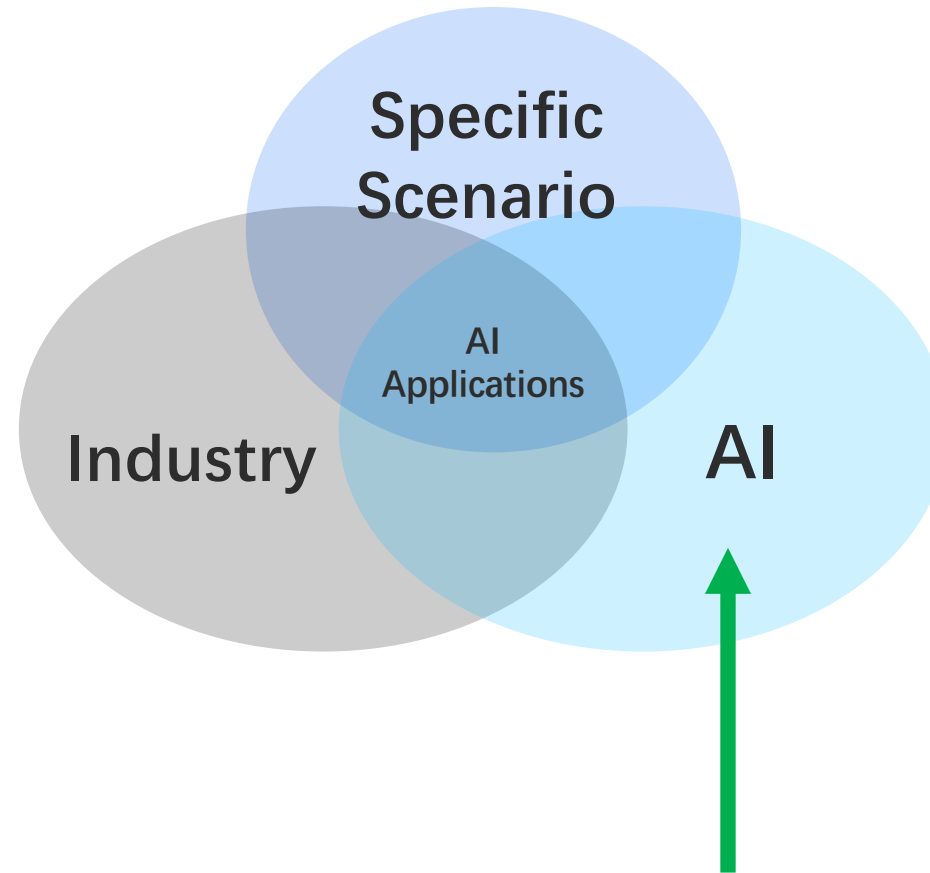 Specific
Scenario
AI
Applications
Industry
AI